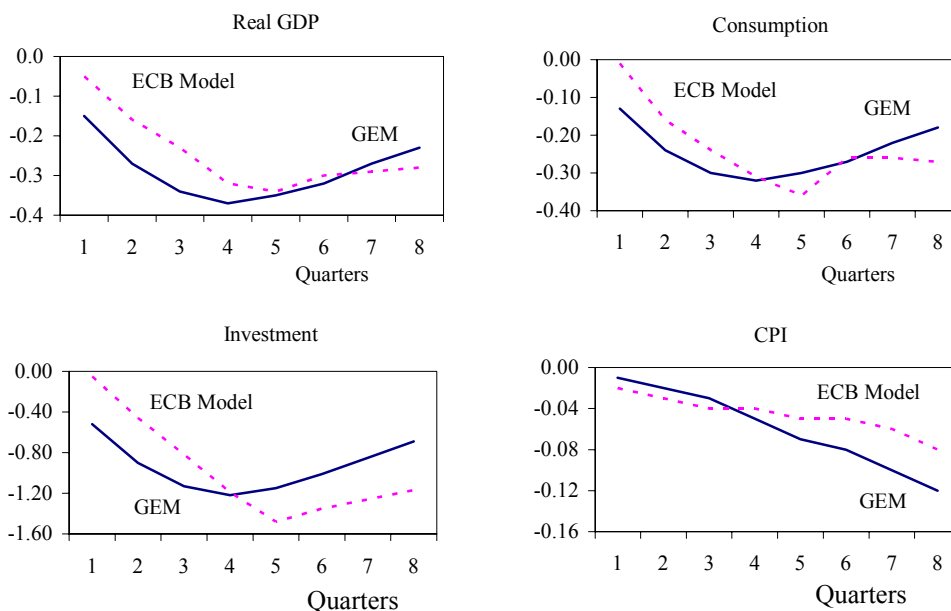 Real GDP
0.0
-0.1
-0.2
-0.3
-0.4
ECB Model
GEM
1 2 3 4 5 6 7 8
Quarters
Consumption
0.00
-0.10
-0.20
-0.30
-0.40
ECB Model
GEM
1 2 3 4 5 6 7 8
Quarters
Investment
0.00
-0.40
-0.80
-1.20
-1.60
ECB Model
GEM
1 2 3 4 5 6 7 8
Quarters
CPI
0.00
-0.04
-0.08
-0.12
-0.16
ECB Model
GEM
1 2 3 4 5 6 7 8
Quarters